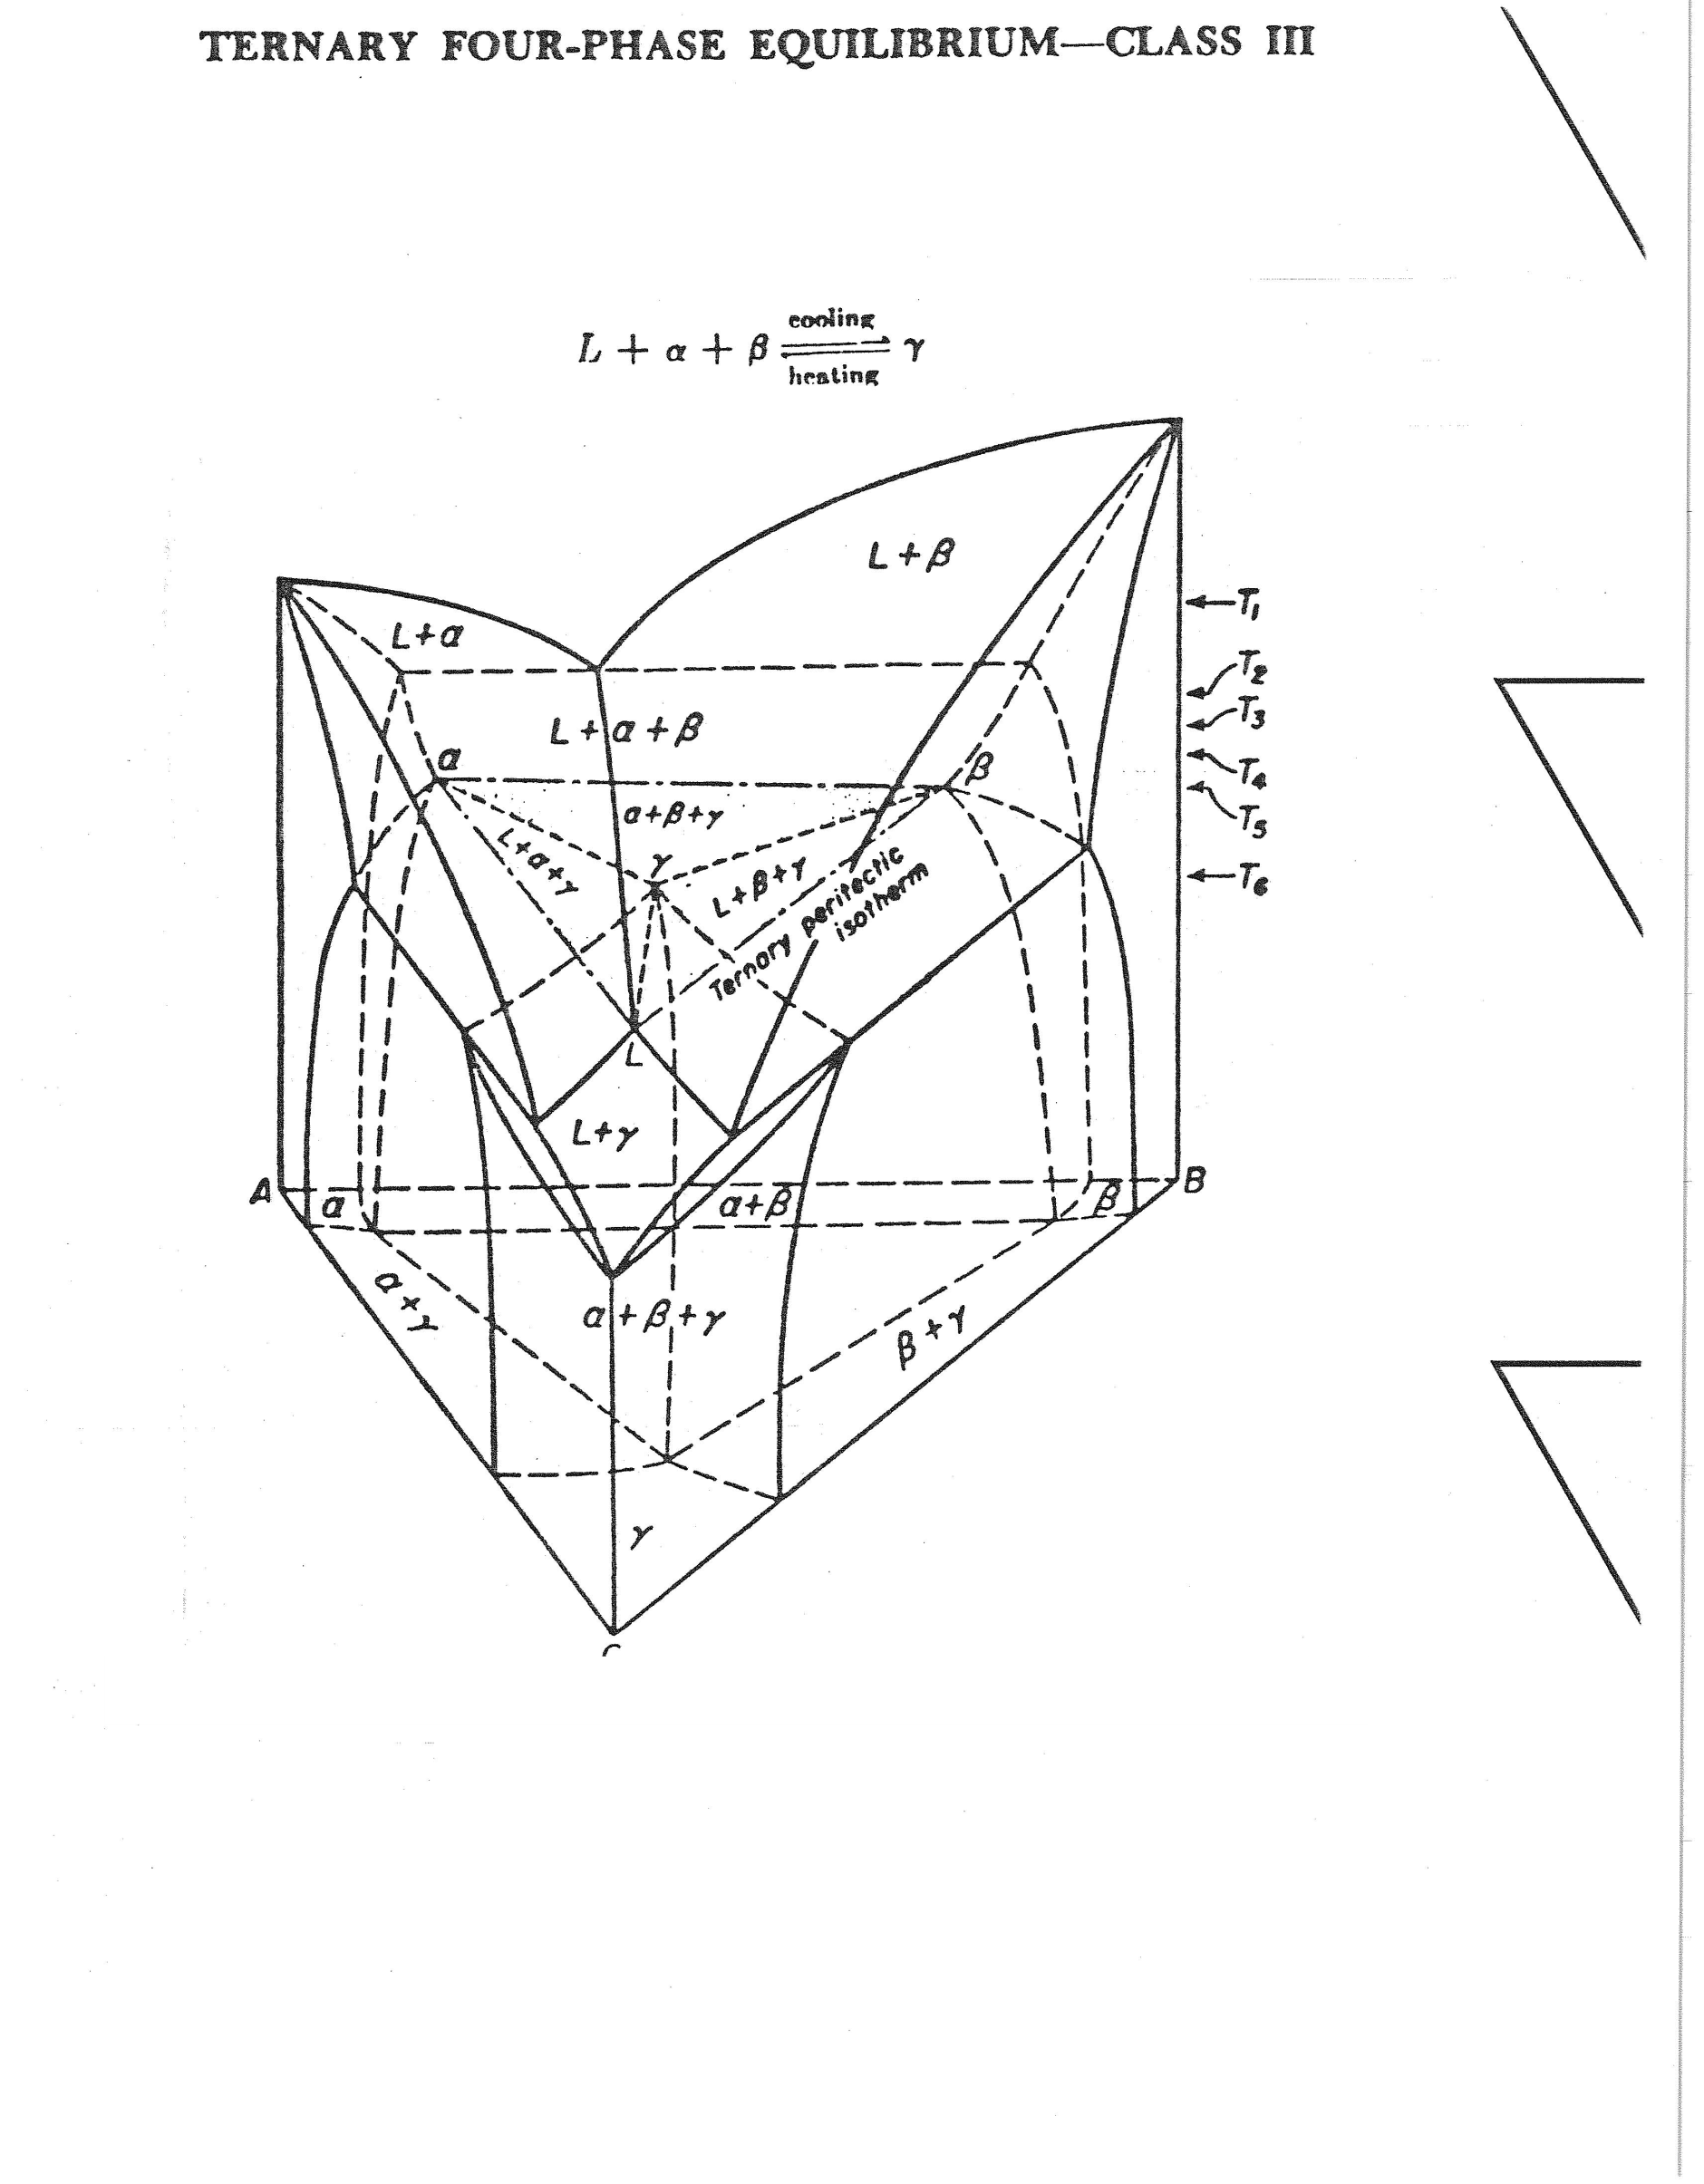 TERNARY FOUR-PHASE EQUILIBRIUM—CLASS III
cooling
L + α + β ⇌ γ
heating
L+β
T₁
L+α
T₂
L+α+β
T₃
α
β
T₄
α+β+γ
T₅
L+α+γ
γ
L+β+γ
T₆
Ternary peritectic
isotherm
L
L+γ
A
α
α+β
β
B
α+γ
α+β+γ
β+γ
γ